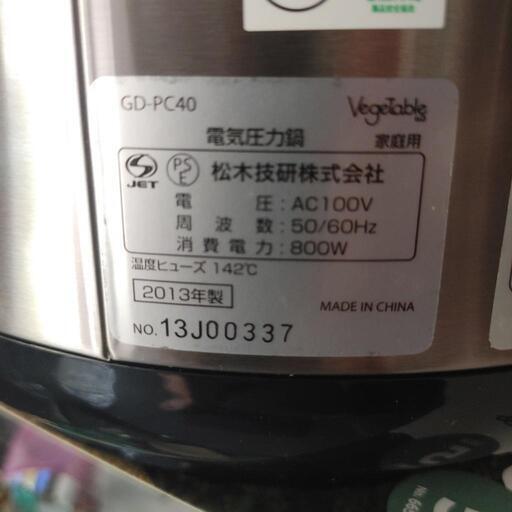 GD-PC40 Vegetable
電気圧力鍋 家庭用
JET PSE 松木技研株式会社
電圧:AC100V
周波数:50/60Hz
消費電力:800W
温度ヒューズ 142℃
2013年製
MADE IN CHINA
NO. 13J00337